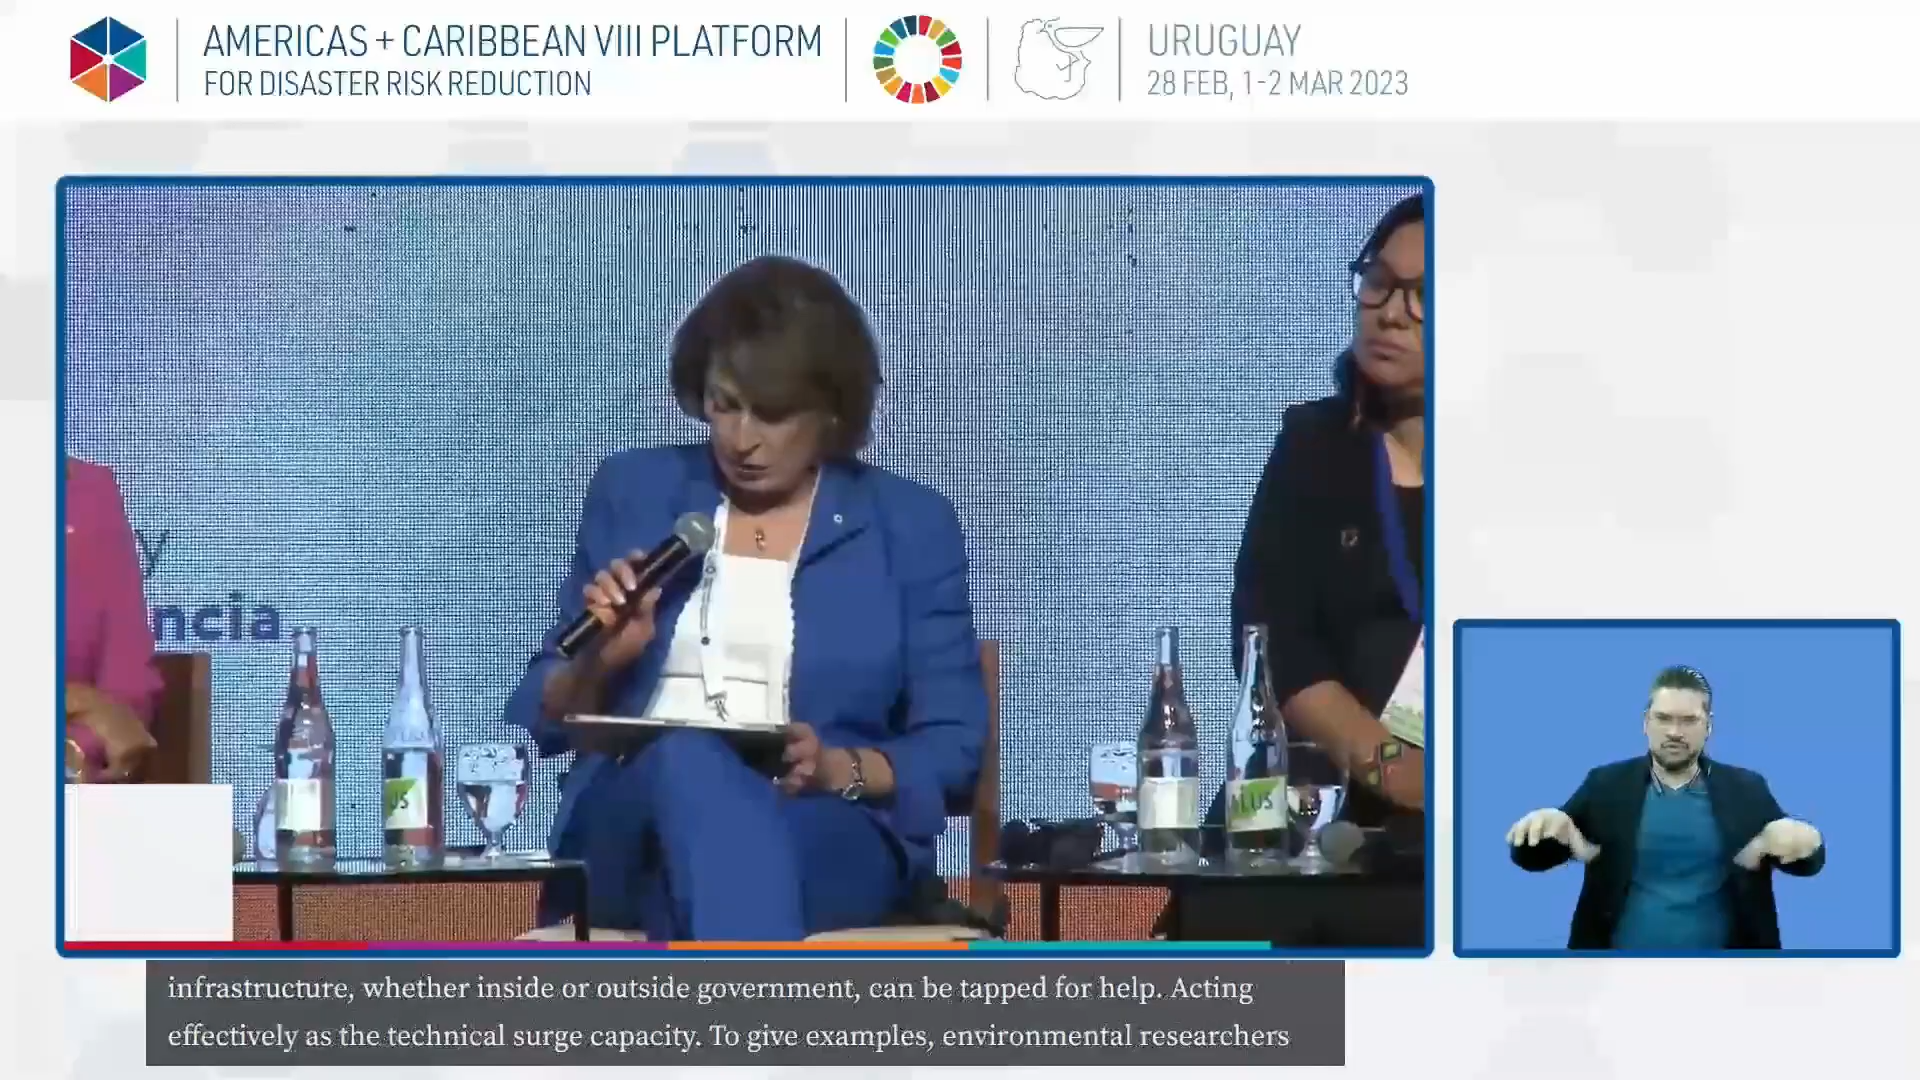 AMERICAS + CARIBBEAN VIII PLATFORM
FOR DISASTER RISK REDUCTION
URUGUAY
28 FEB, 1-2 MAR 2023
y
ncia
infrastructure, whether inside or outside government, can be tapped for help. Acting
effectively as the technical surge capacity. To give examples, environmental researchers